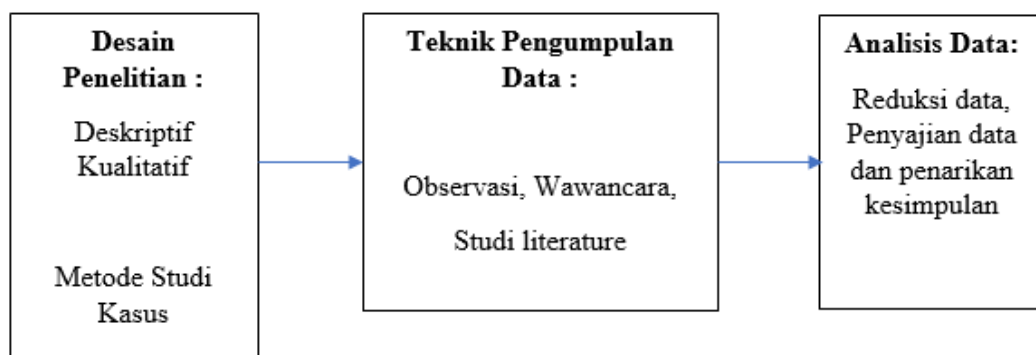 Desain
Penelitian :
Deskriptif
Kualitatif
Metode Studi
Kasus
Teknik Pengumpulan
Data :
Observasi, Wawancara,
Studi literature
Analisis Data:
Reduksi data,
Penyajian data
dan penarikan
kesimpulan